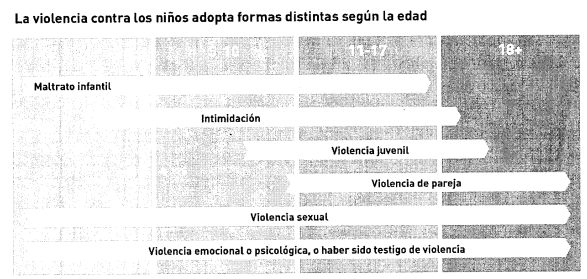 La violencia contra los niños adopta formas distintas según la edad
11-17 18+
Maltrato infantil
Intimidación
Violencia juvenil
Violencia de pareja
Violencia sexual
Violencia emocional o psicológica, o haber sido testigo de violencia